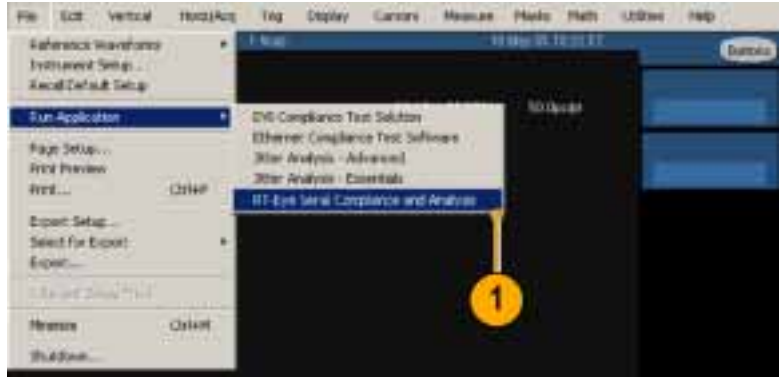 File Edit Vertical Horiz/Acq Trig Display Cursors Measure Masks Math Utilities Help
Reference Waveforms
Instrument Setup...
Recall Default Setup
Run Application
Page Setup...
Print Preview
Print... Ctrl+P
Export Setup...
Select for Export
Export...
Minimize Ctrl+M
Shutdown...
DVI Compliance Test Solution
Ethernet Compliance Test Software
Jitter Analysis - Advanced
Jitter Analysis - Essentials
RT-Eye Serial Compliance and Analysis
Buttons
1